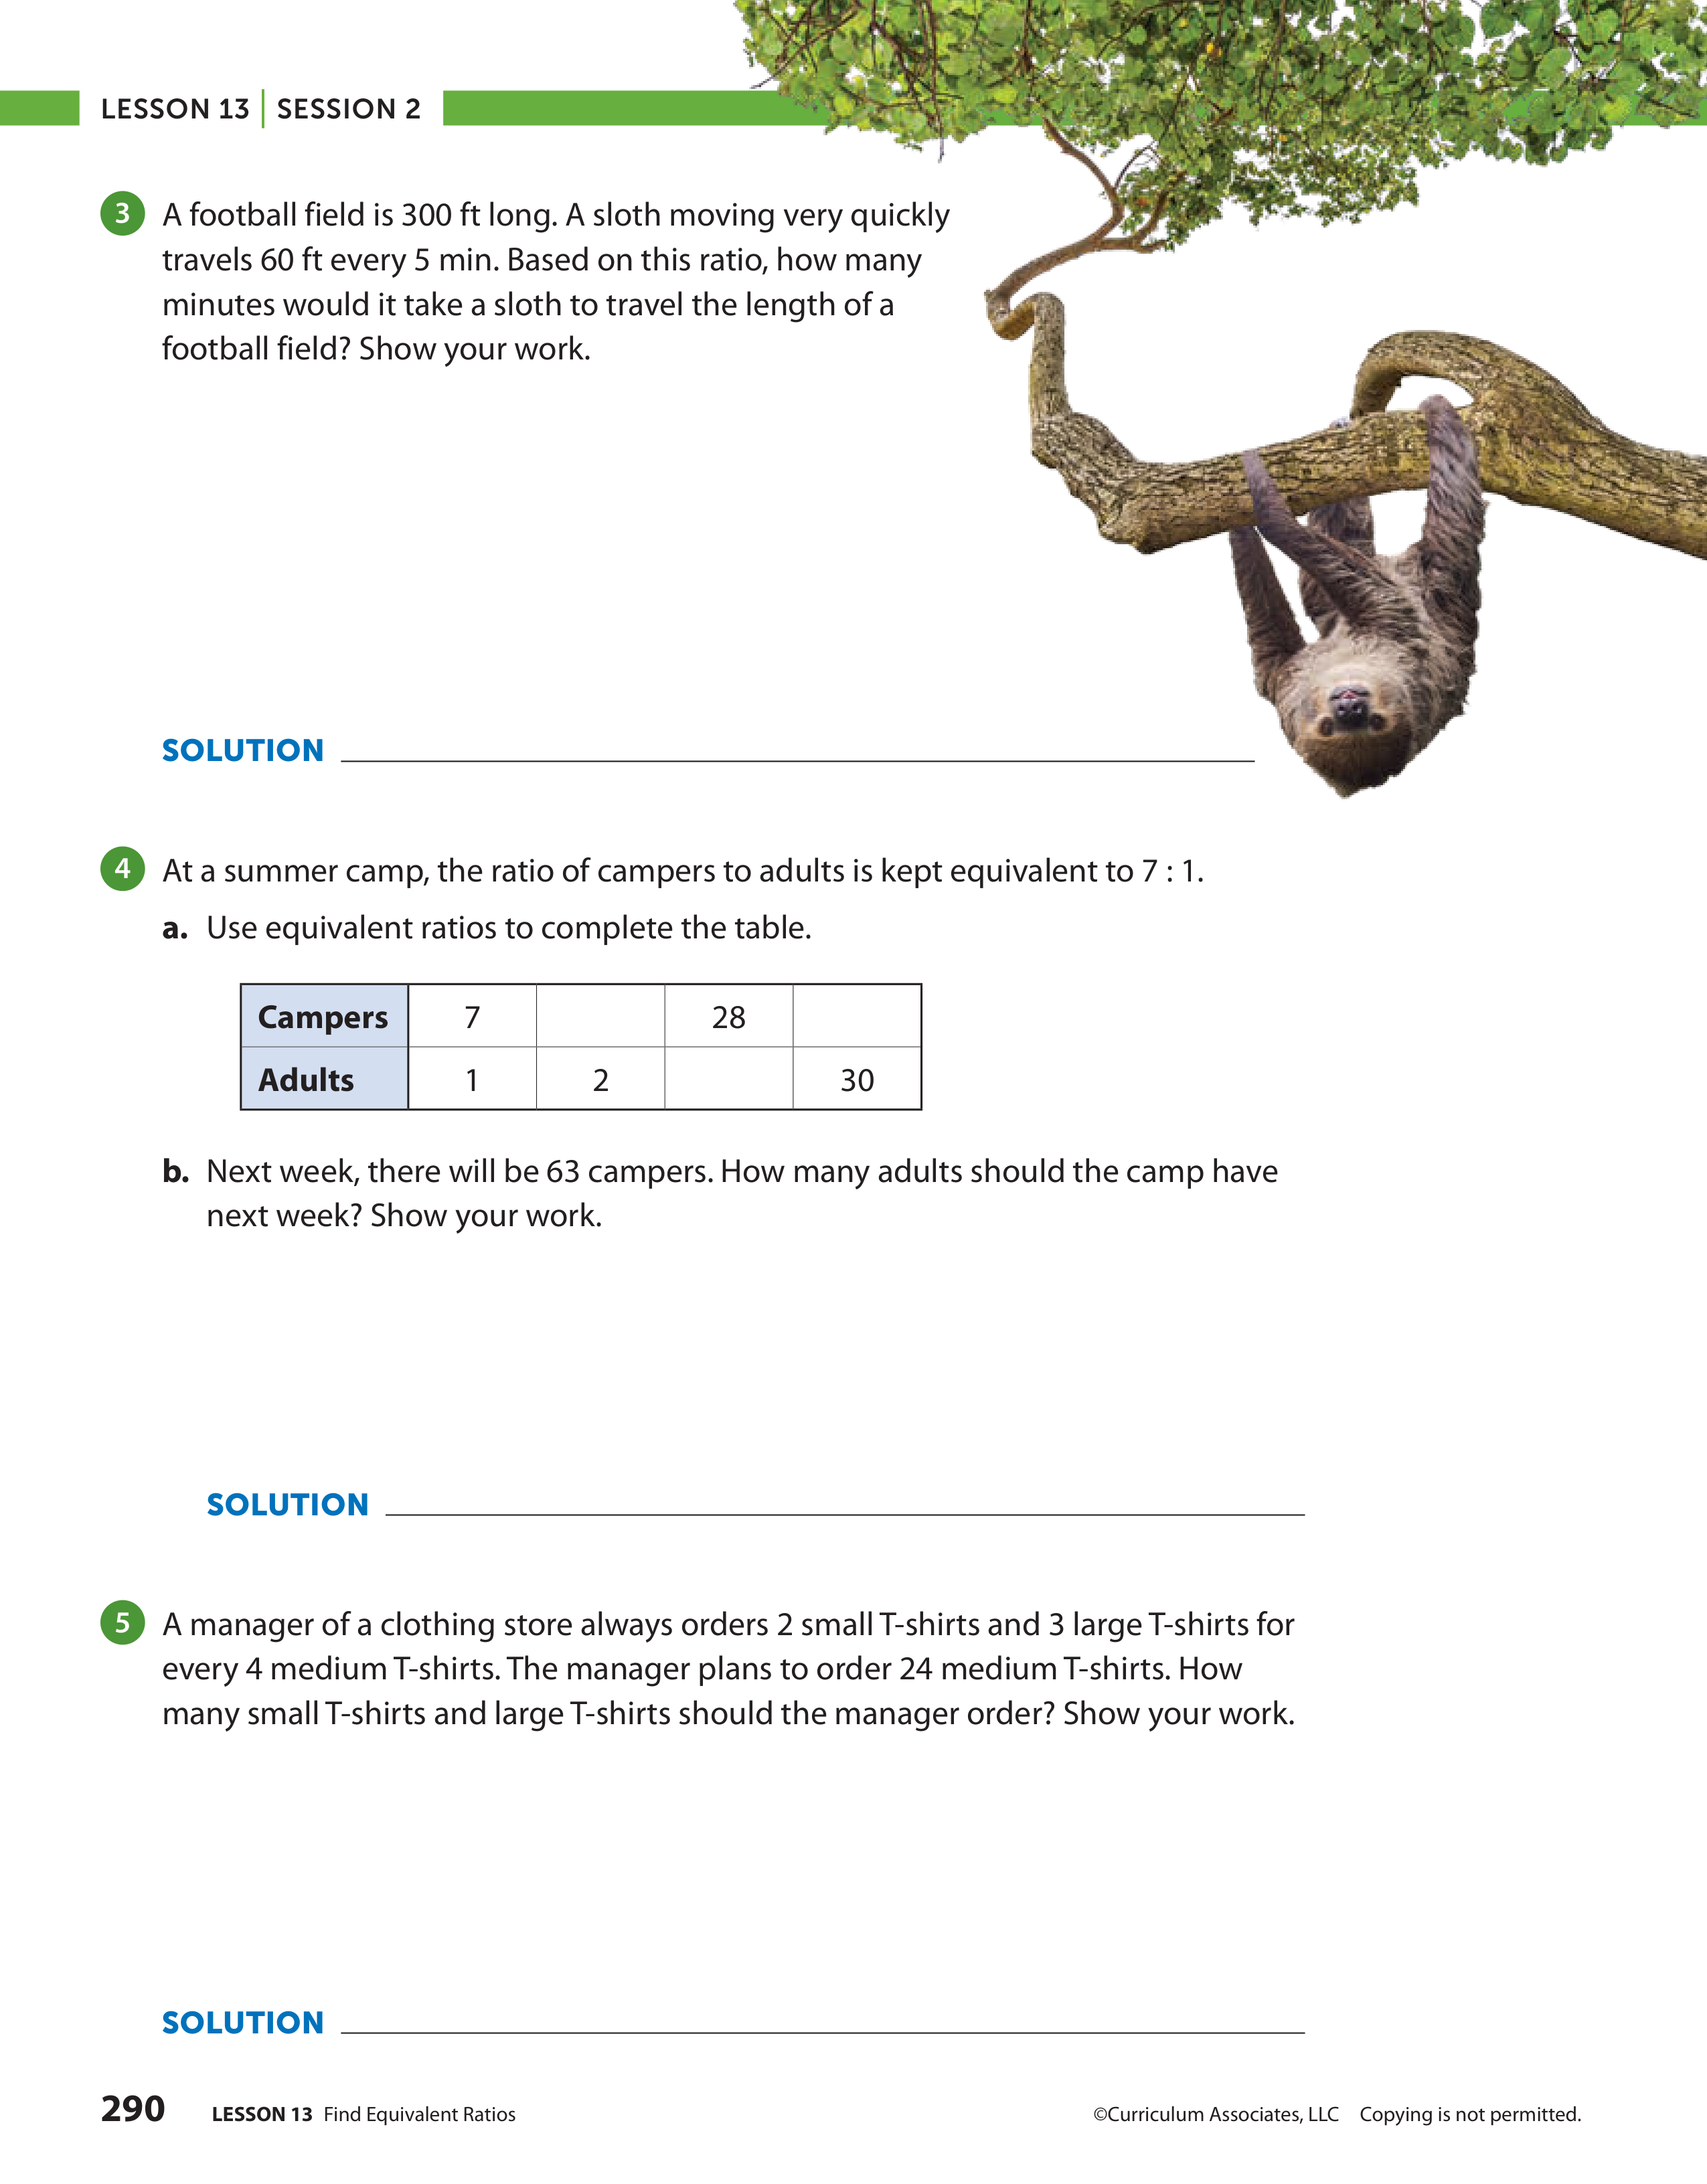 LESSON 13 | SESSION 2
3 A football field is 300 ft long. A sloth moving very quickly
travels 60 ft every 5 min. Based on this ratio, how many
minutes would it take a sloth to travel the length of a
football field? Show your work.
SOLUTION
4 At a summer camp, the ratio of campers to adults is kept equivalent to 7 : 1.
a. Use equivalent ratios to complete the table.
Campers 7 28
Adults 1 2 30
b. Next week, there will be 63 campers. How many adults should the camp have
next week? Show your work.
SOLUTION
5 A manager of a clothing store always orders 2 small T-shirts and 3 large T-shirts for
every 4 medium T-shirts. The manager plans to order 24 medium T-shirts. How
many small T-shirts and large T-shirts should the manager order? Show your work.
SOLUTION
290 LESSON 13 Find Equivalent Ratios ©Curriculum Associates, LLC Copying is not permitted.